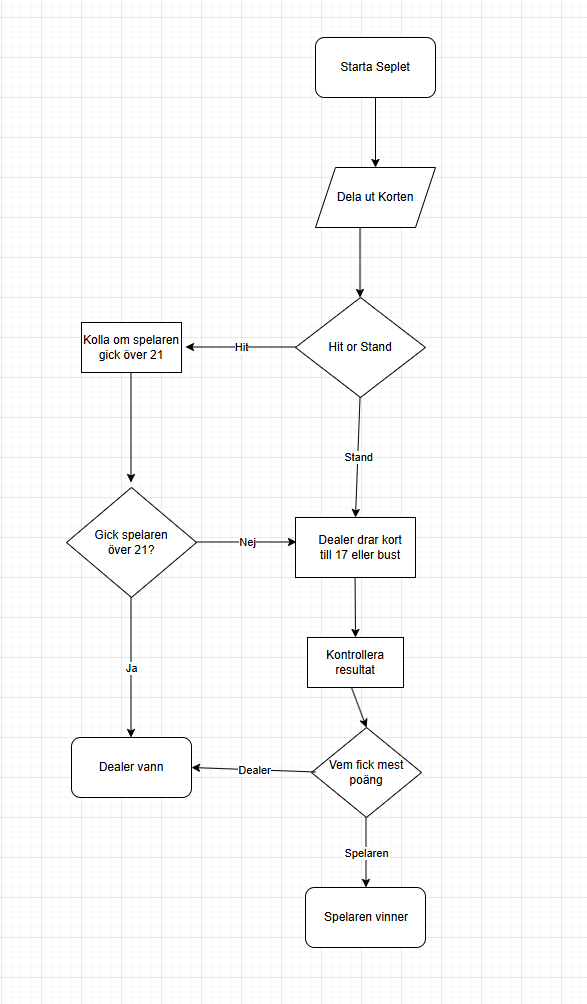 Starta Seplet
Dela ut Korten
Hit or Stand
Hit
Kolla om spelaren
gick över 21
Stand
Gick spelaren
över 21?
Nej
Dealer drar kort
till 17 eller bust
Ja
Kontrollera
resultat
Vem fick mest
poäng
Dealer
Dealer vann
Spelaren
Spelaren vinner